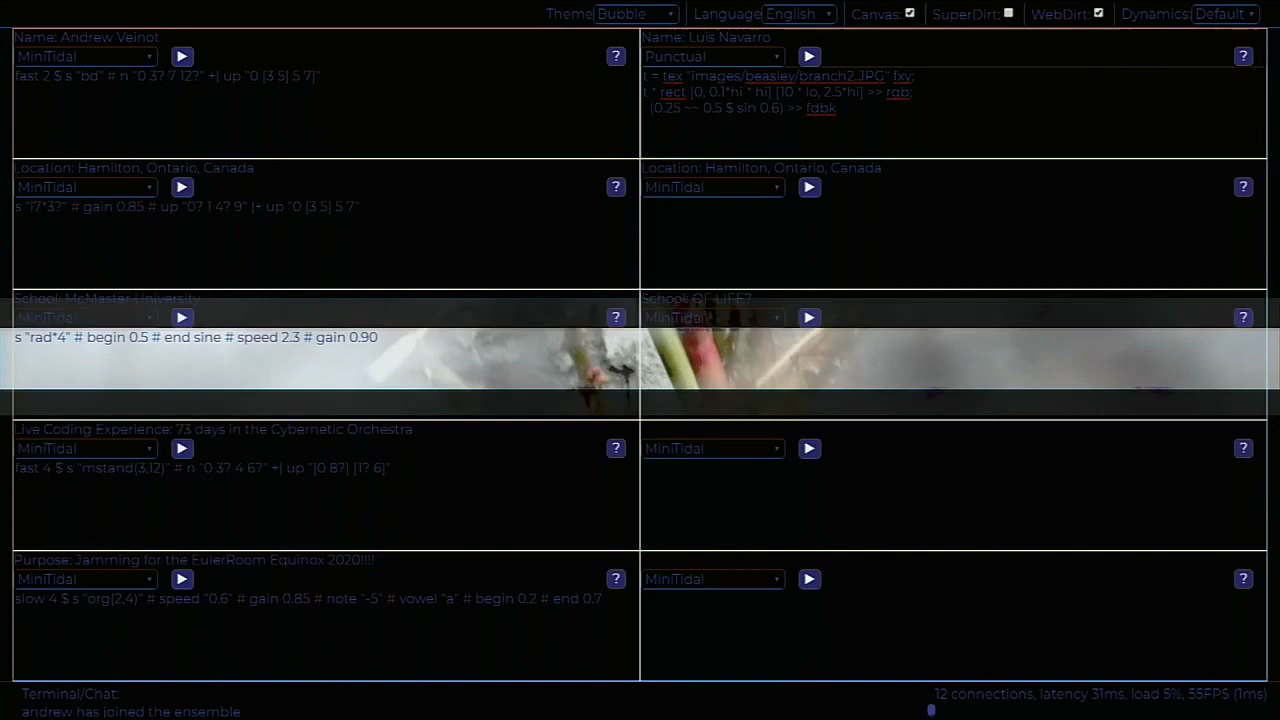 Theme Bubble Language English Canvas: SuperDirt: WebDirt: Dynamics: Default
Name: Andrew Veinot
MiniTidal ?
fast 2 $ s "bd" # n "0 3? 7 12?" +| up "0 [3 5] 5 7]"
Name: Luis Navarro
Punctual ?
t = tex "images/beasley/branch2.JPG" fxy;
t * rect [0, 0.1*hi * hi] [10 * lo, 2.5*hi] >> rgb;
(0.25 ~~ 0.5 $ sin 0.6) >> fdbk
Location: Hamilton, Ontario, Canada
MiniTidal ?
s "i7*3?" # gain 0.85 # up "0? 1 4? 9" |+ up "0 [3 5] 5 7"
Location: Hamilton, Ontario, Canada
MiniTidal ?
School: McMaster University
MiniTidal ?
s "rad*4" # begin 0.5 # end sine # speed 2.3 # gain 0.90
School: OF LIFE?
MiniTidal ?
Live Coding Experience: 73 days in the Cybernetic Orchestra
MiniTidal ?
fast 4 $ s "mstand(3,12)" # n "0 3? 4 6?" +| up "[0 8?] [1? 6]"
MiniTidal ?
Purpose: Jamming for the EulerRoom Equinox 2020!!!!
MiniTidal ?
slow 4 $ s "org(2,4)" # speed "0.6" # gain 0.85 # note "-5" # vowel "a" # begin 0.2 # end 0.7
MiniTidal ?
Terminal/Chat:
andrew has joined the ensemble
12 connections, latency 31ms, load 5%, 55FPS (1ms)